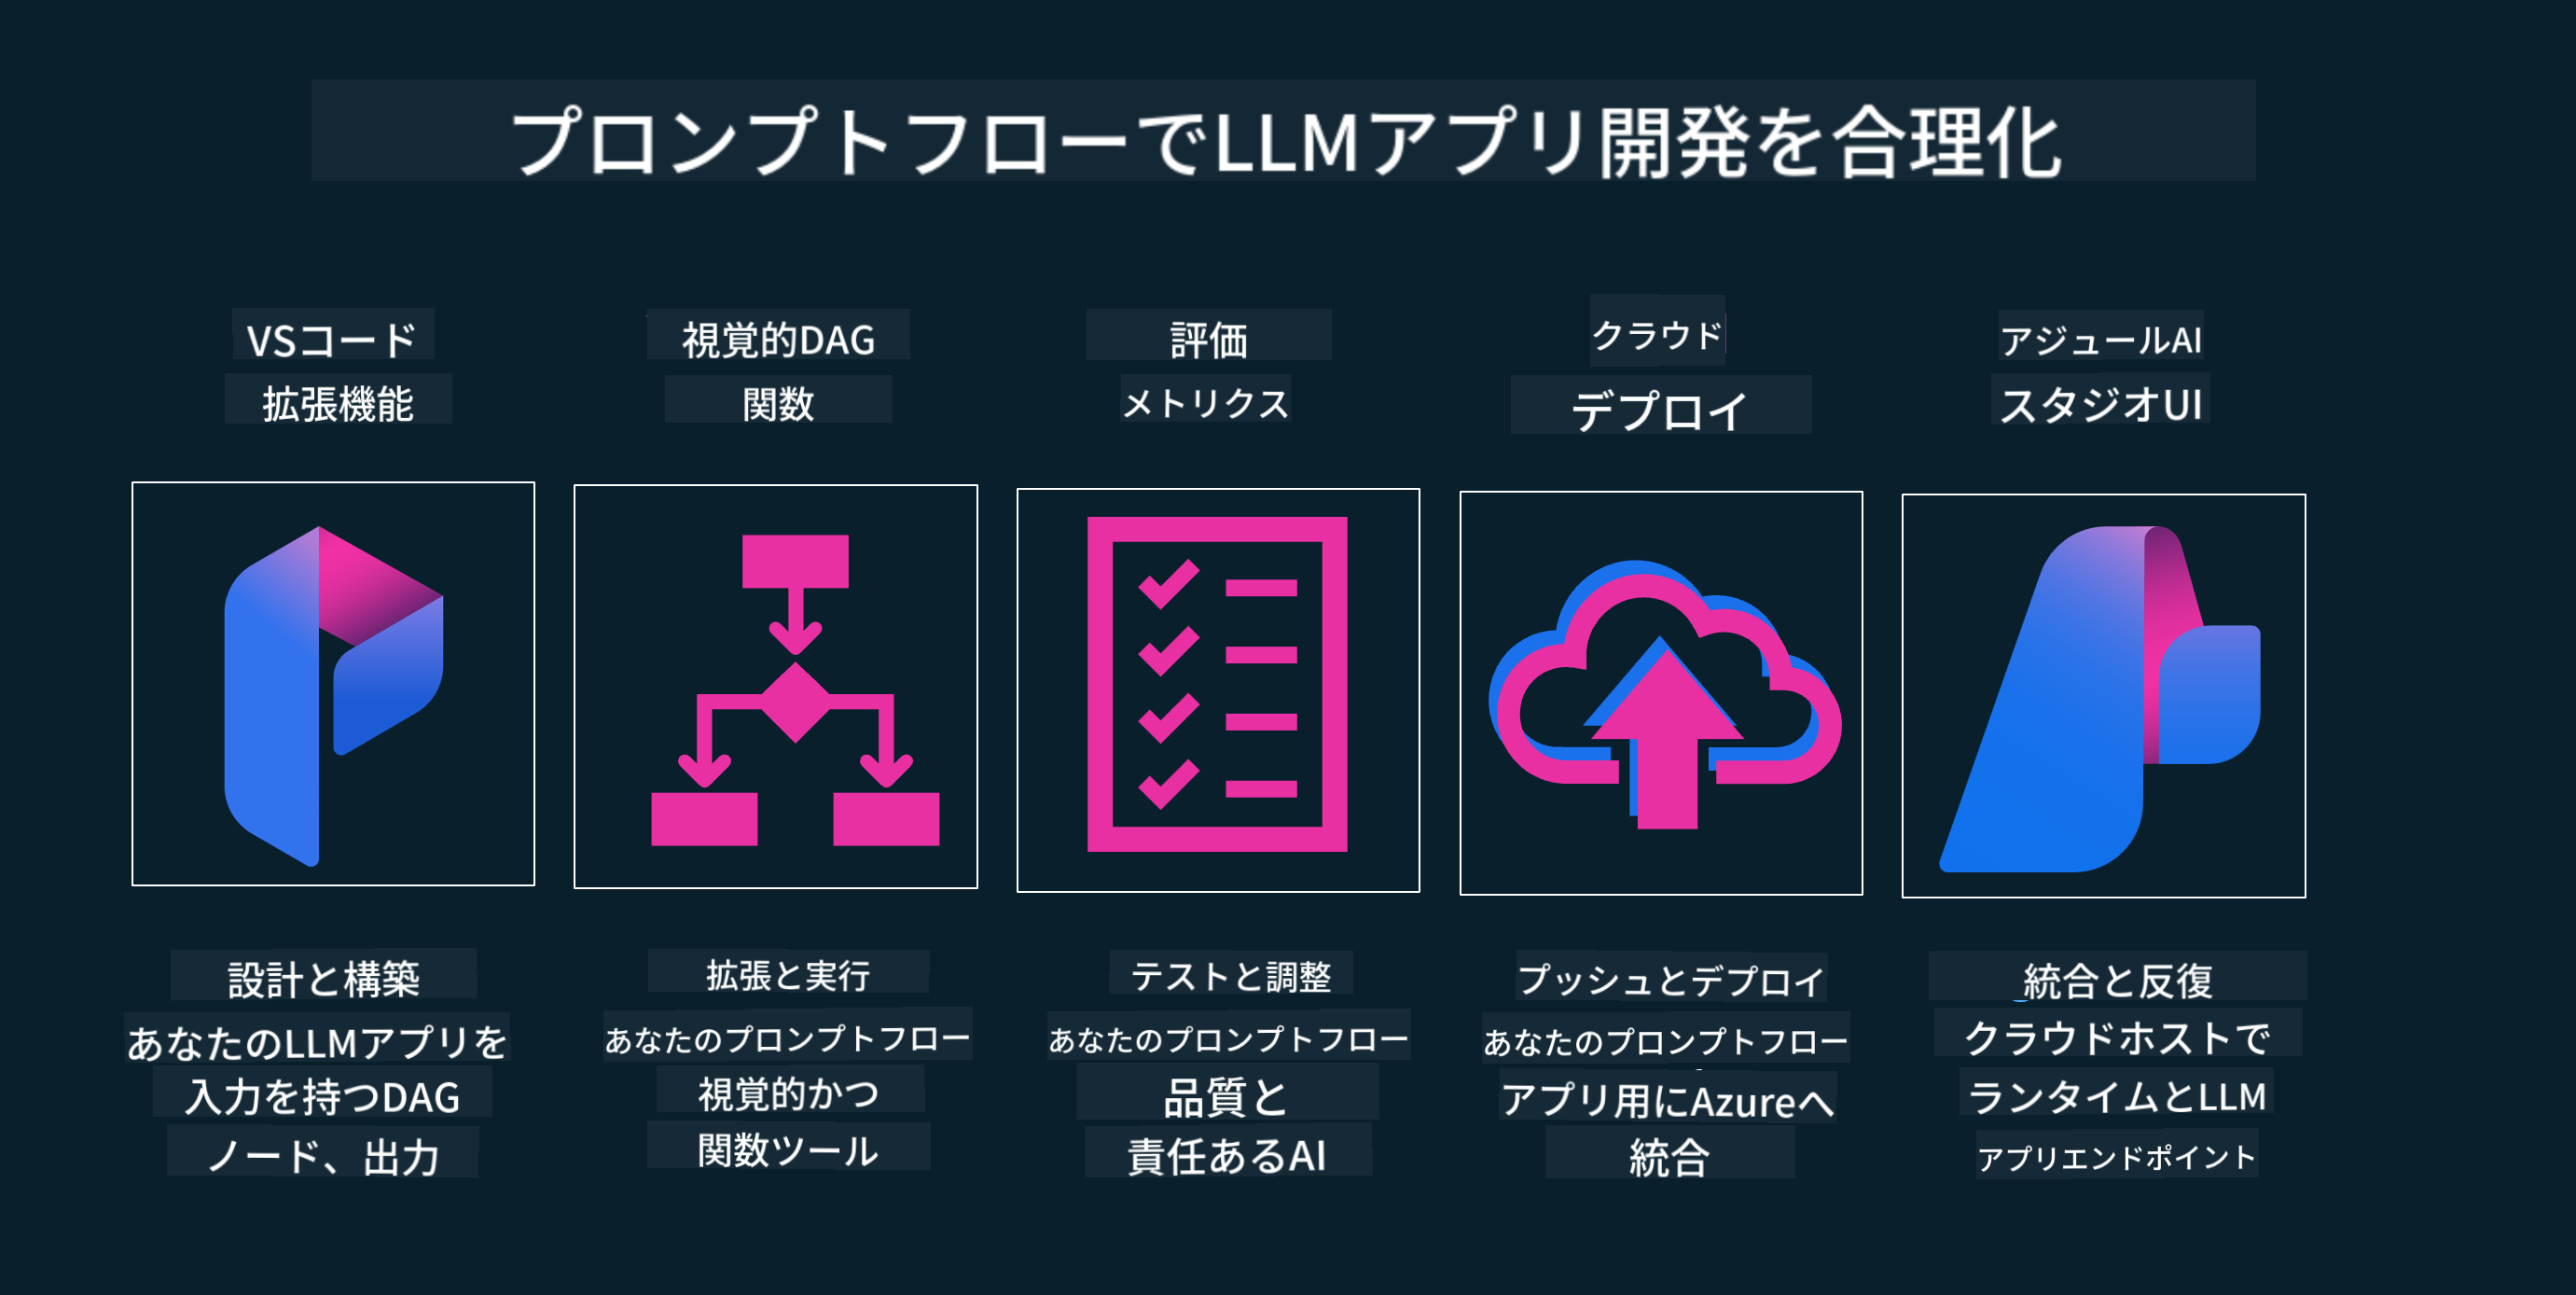 プロンプトフローでLLMアプリ開発を合理化
VSコード
拡張機能
視覚的DAG
関数
評価
メトリクス
クラウド
デプロイ
アジュールAI
スタジオUI
設計と構築
あなたのLLMアプリを
入力を持つDAG
ノード、出力
拡張と実行
あなたのプロンプトフロー
視覚的かつ
関数ツール
テストと調整
あなたのプロンプトフロー
品質と
責任あるAI
プッシュとデプロイ
あなたのプロンプトフロー
アプリ用にAzureへ
統合
統合と反復
クラウドホストで
ランタイムとLLM
アプリエンドポイント